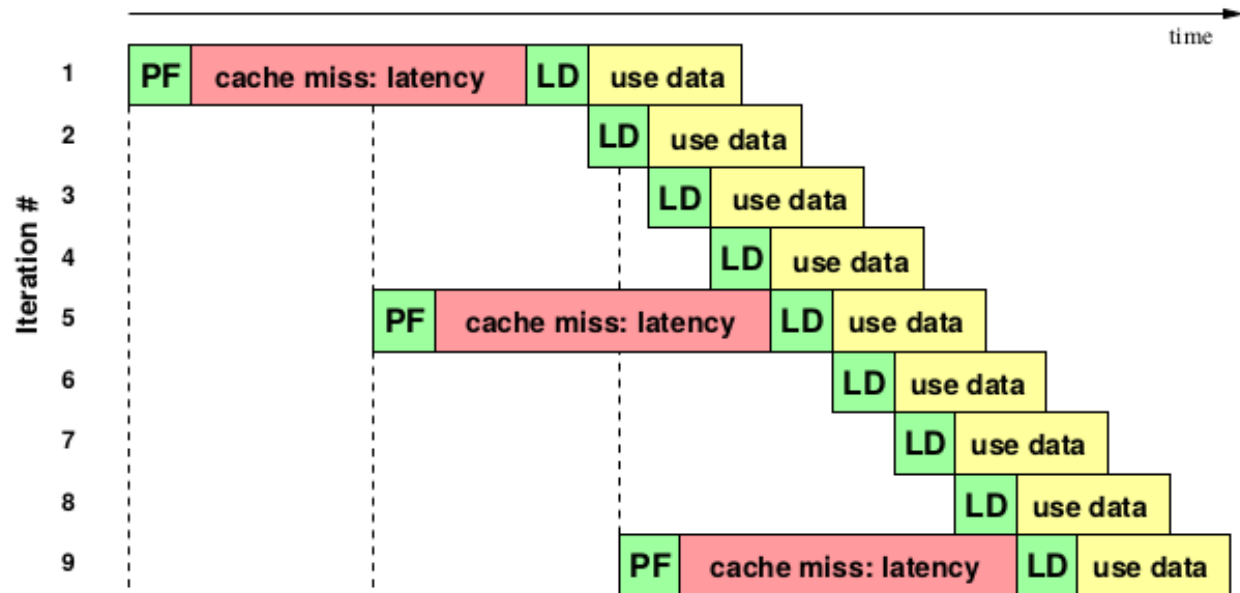 time
Iteration #
1 PF cache miss: latency LD use data
2 LD use data
3 LD use data
4 LD use data
5 PF cache miss: latency LD use data
6 LD use data
7 LD use data
8 LD use data
9 PF cache miss: latency LD use data